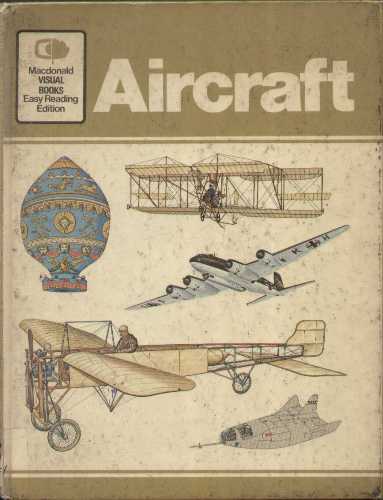 Macdonald
VISUAL
BOOKS
Easy Reading
Edition
Aircraft